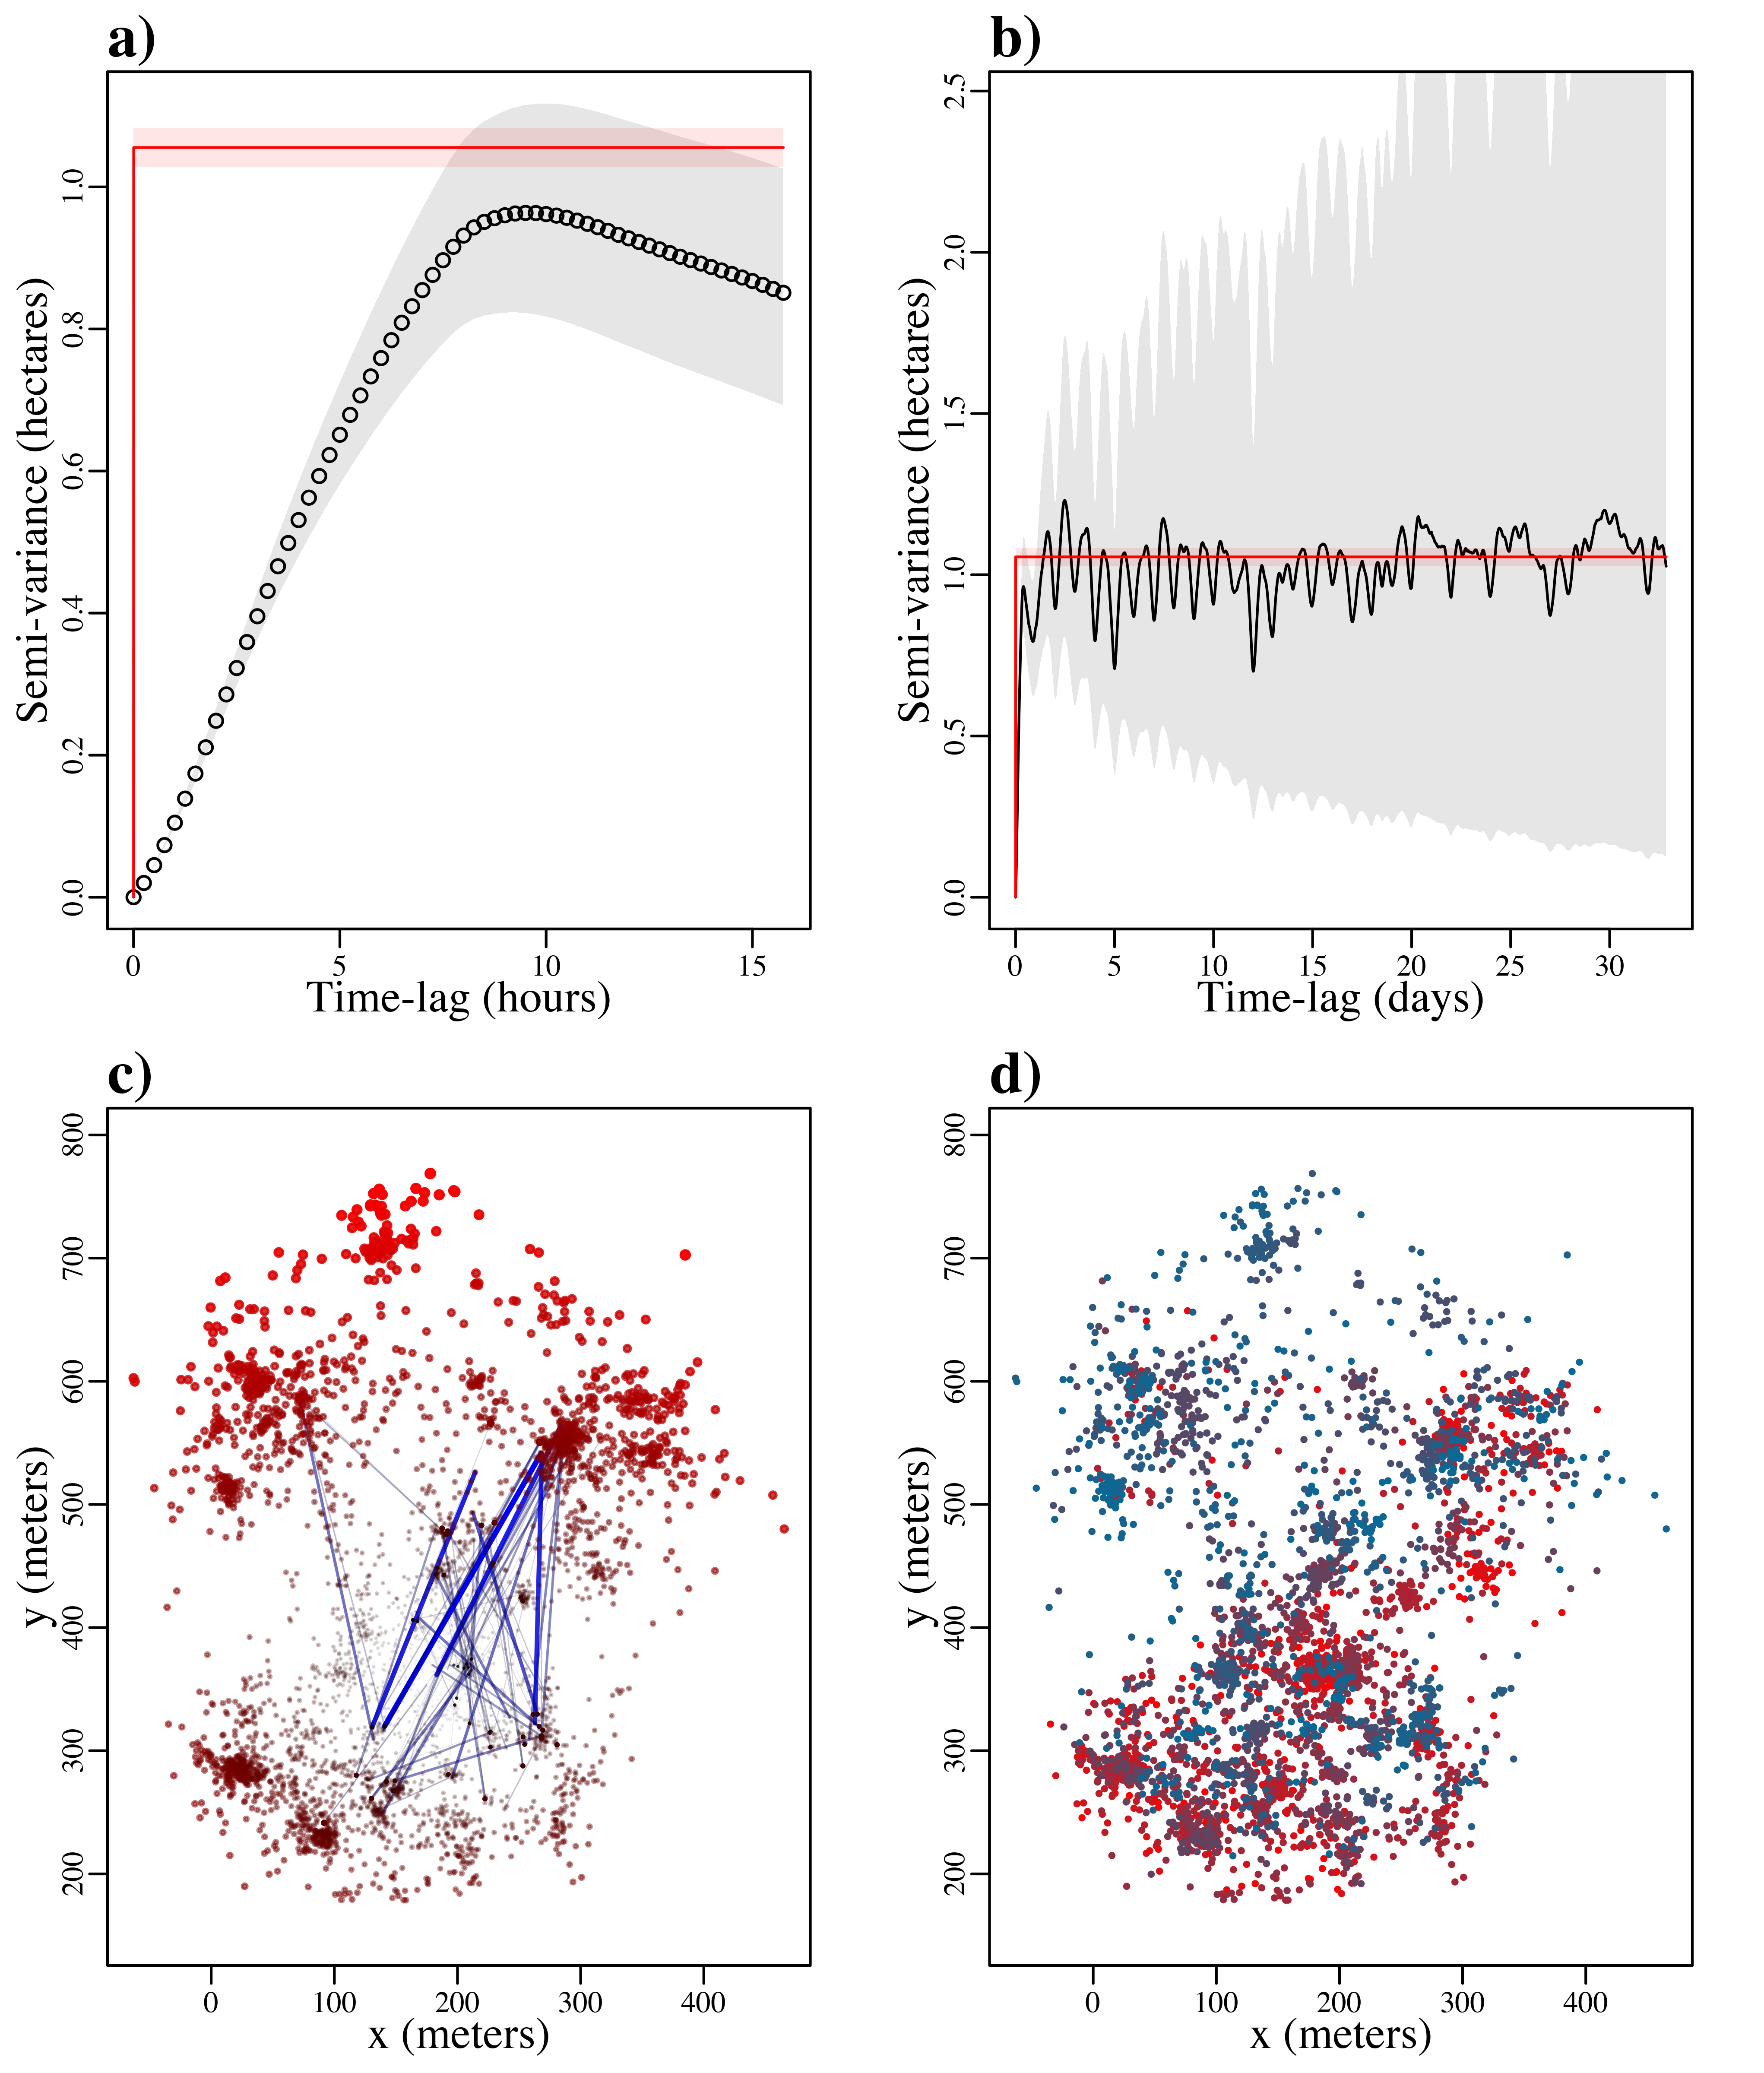 a)
Semi-variance (hectares)
0.0 0.2 0.4 0.6 0.8 1.0
0 5 10 15
Time-lag (hours)
b)
Semi-variance (hectares)
0.0 0.5 1.0 1.5 2.0 2.5
0 5 10 15 20 25 30
Time-lag (days)
c)
y (meters)
200 300 400 500 600 700 800
0 100 200 300 400
x (meters)
d)
y (meters)
200 300 400 500 600 700 800
0 100 200 300 400
x (meters)